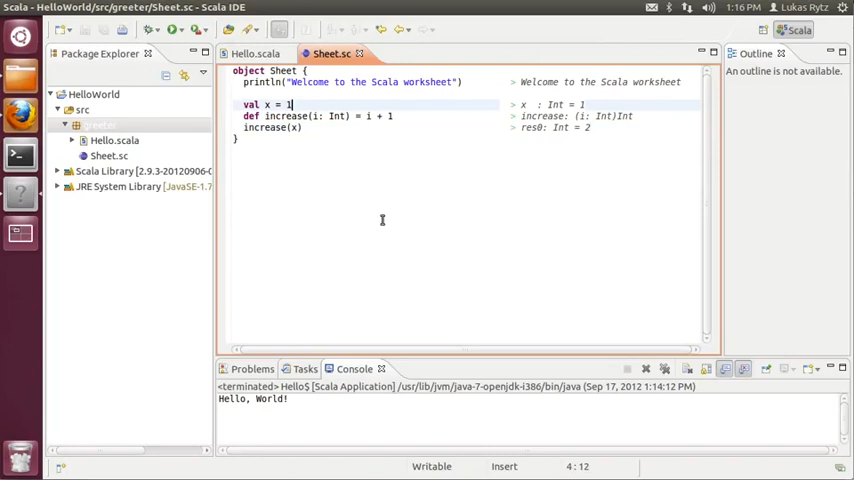 Scala - HelloWorld/src/greeter/Sheet.sc - Scala IDE
1:16 PM Lukas Rytz
Scala
Package Explorer
Hello.scala
Sheet.sc
Outline
HelloWorld
src
greeter
Hello.scala
Sheet.sc
Scala Library [2.9.3-20120906-0
JRE System Library [JavaSE-1.7
object Sheet {
println("Welcome to the Scala worksheet") > Welcome to the Scala worksheet
val x = 1 > x : Int = 1
def increase(i: Int) = i + 1 > increase: (i: Int)Int
increase(x) > res0: Int = 2
}
An outline is not available.
Problems
Tasks
Console
<terminated> Hello$ [Scala Application] /usr/lib/jvm/java-7-openjdk-i386/bin/java (Sep 17, 2012 1:14:12 PM)
Hello, World!
Writable
Insert
4 : 12